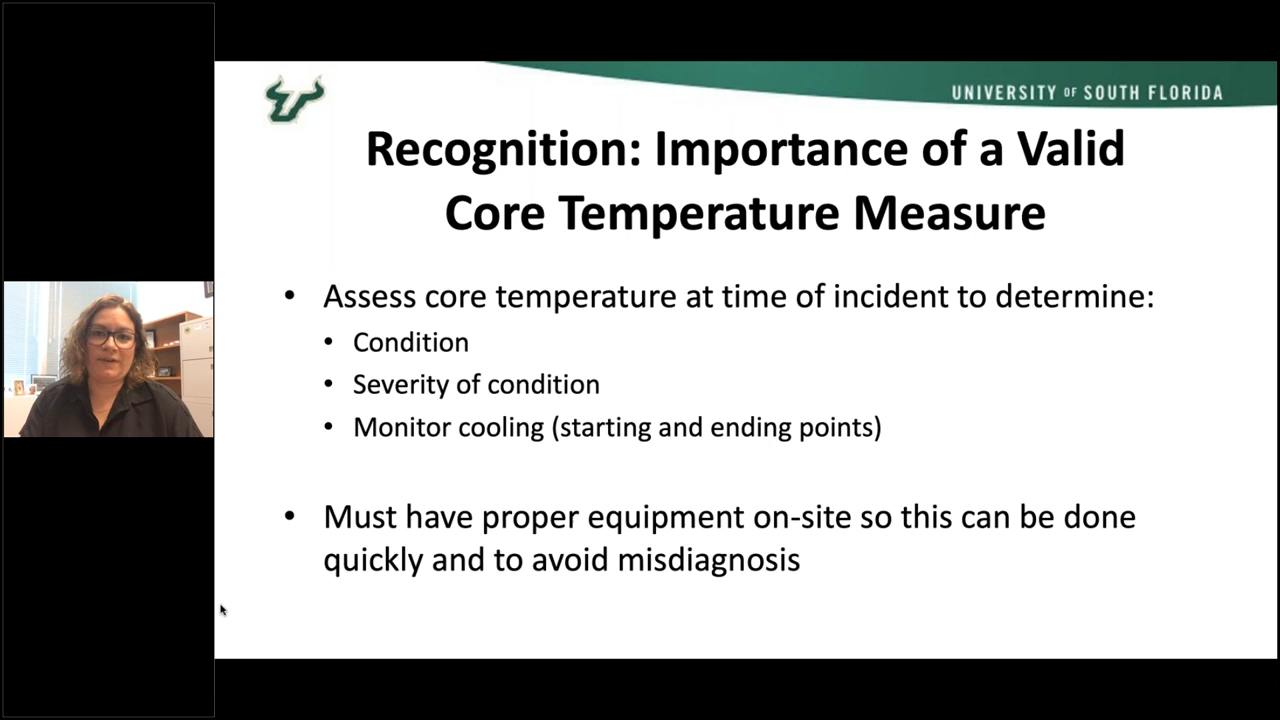 UNIVERSITY OF SOUTH FLORIDA
Recognition: Importance of a Valid
Core Temperature Measure
• Assess core temperature at time of incident to determine:
• Condition
• Severity of condition
• Monitor cooling (starting and ending points)
• Must have proper equipment on-site so this can be done
quickly and to avoid misdiagnosis